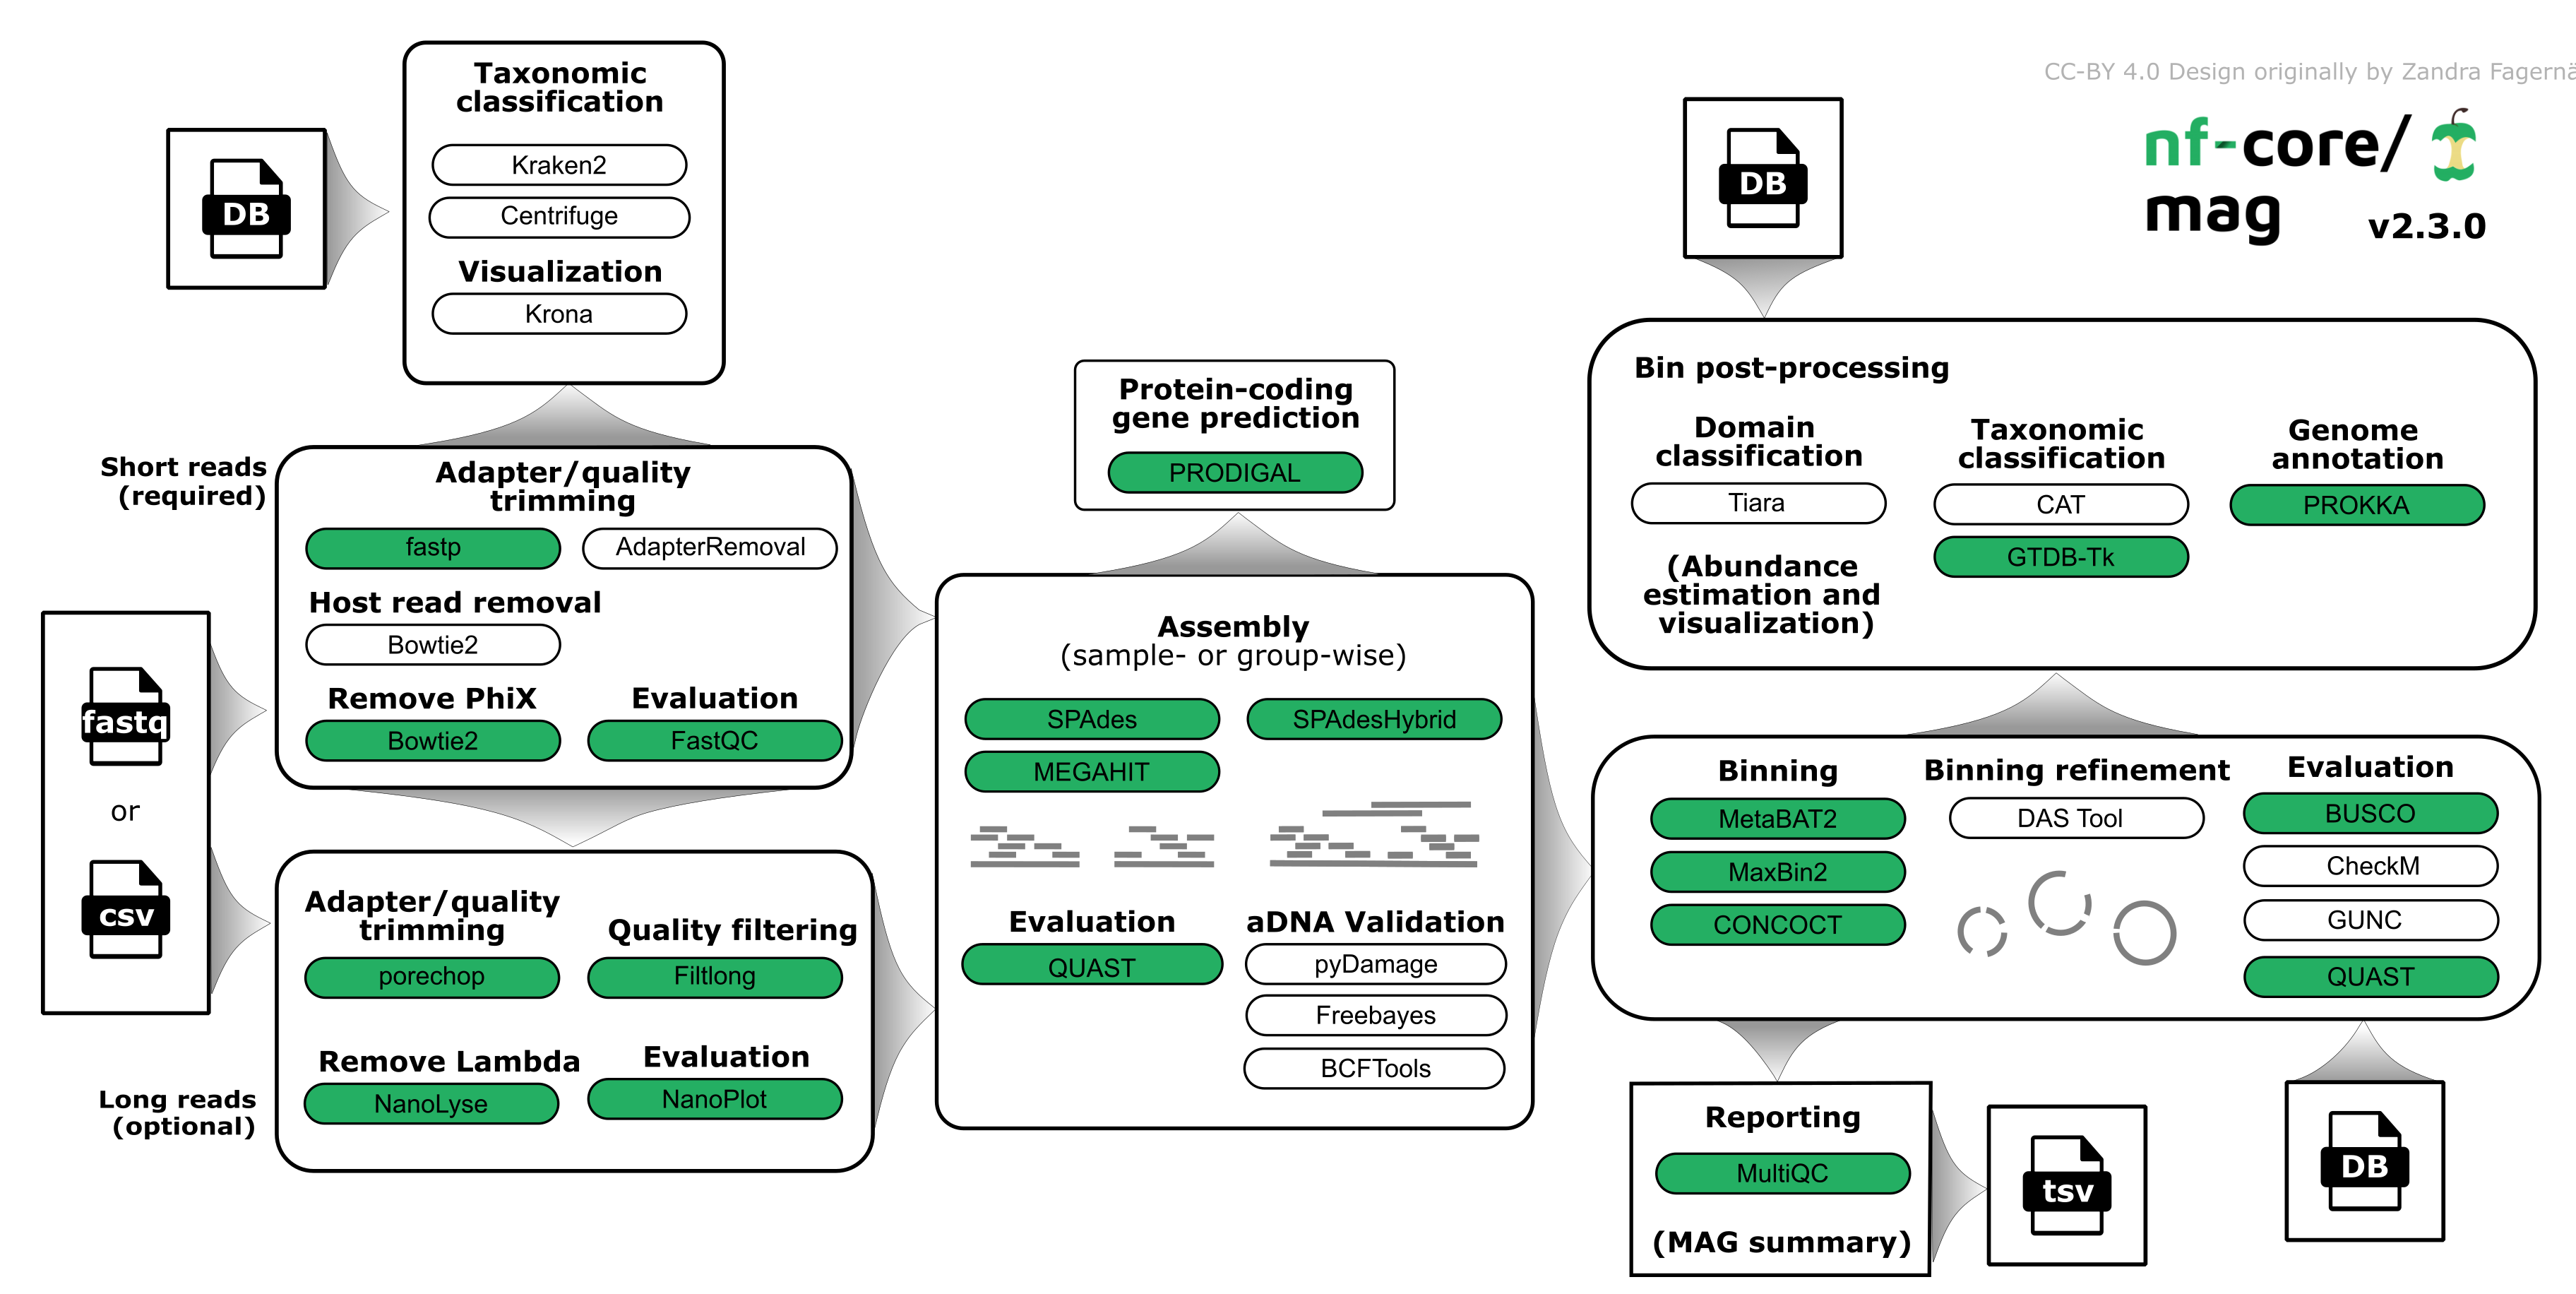 CC-BY 4.0 Design originally by Zandra Fagernä
nf-core/
mag
v2.3.0
Taxonomic
classification
Kraken2
Centrifuge
Visualization
Krona
DB
Short reads
(required)
Adapter/quality
trimming
fastp
AdapterRemoval
Host read removal
Bowtie2
Remove PhiX
Bowtie2
Evaluation
FastQC
fastq
or
csv
Long reads
(optional)
Adapter/quality
trimming
porechop
Quality filtering
Filtlong
Remove Lambda
NanoLyse
Evaluation
NanoPlot
Protein-coding
gene prediction
PRODIGAL
Assembly
(sample- or group-wise)
SPAdes
SPAdesHybrid
MEGAHIT
Evaluation
QUAST
aDNA Validation
pyDamage
Freebayes
BCFTools
DB
Bin post-processing
Domain
classification
Tiara
(Abundance
estimation and
visualization)
Taxonomic
classification
CAT
GTDB-Tk
Genome
annotation
PROKKA
Binning
MetaBAT2
MaxBin2
CONCOCT
Binning refinement
DAS Tool
Evaluation
BUSCO
CheckM
GUNC
QUAST
Reporting
MultiQC
(MAG summary)
tsv
DB